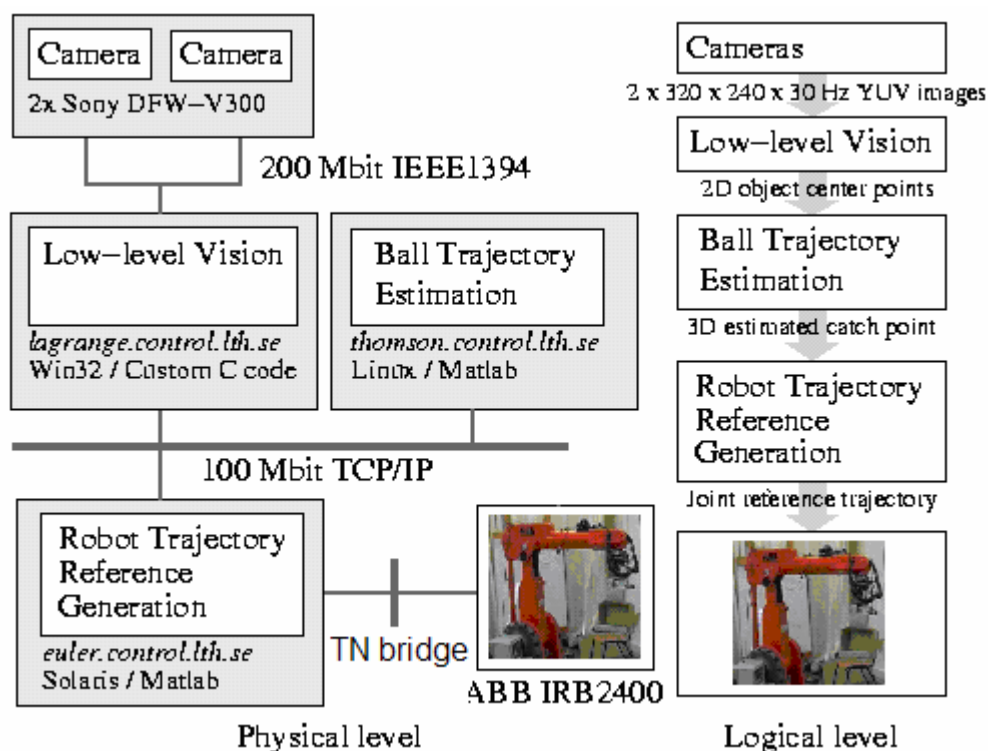 Camera
Camera
2x Sony DFW−V300
200 Mbit IEEE1394
Low−level Vision
lagrange.control.lth.se
Win32 / Custom C code
Ball Trajectory
Estimation
thomson.control.lth.se
Linux / Matlab
100 Mbit TCP/IP
Robot Trajectory
Reference
Generation
euler.control.lth.se
Solaris / Matlab
TN bridge
ABB IRB2400
Physical level
Cameras
2 x 320 x 240 x 30 Hz YUV images
Low−level Vision
2D object center points
Ball Trajectory
Estimation
3D estimated catch point
Robot Trajectory
Reference
Generation
Joint reference trajectory
Logical level